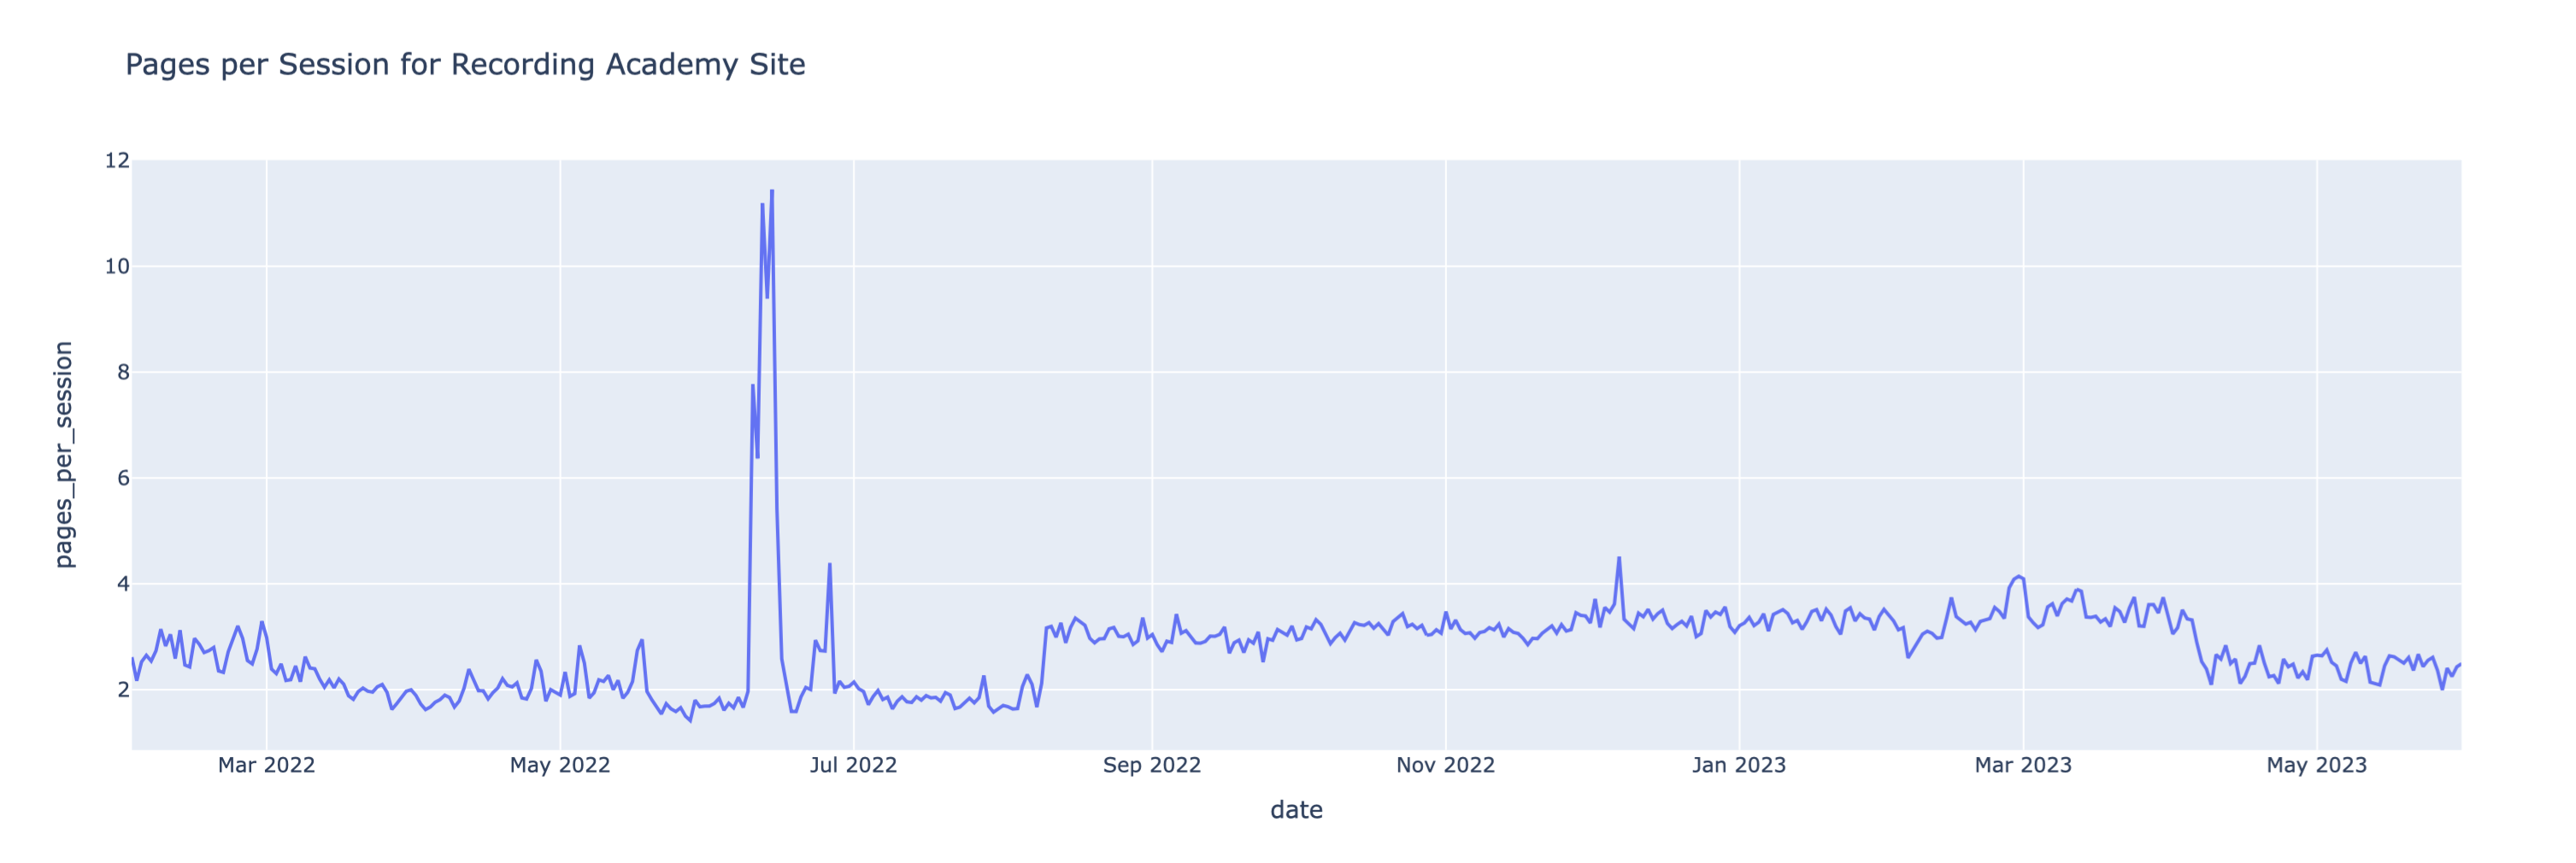 Pages per Session for Recording Academy Site
12
10
8
6
4
2
pages_per_session
Mar 2022
May 2022
Jul 2022
Sep 2022
Nov 2022
Jan 2023
Mar 2023
May 2023
date